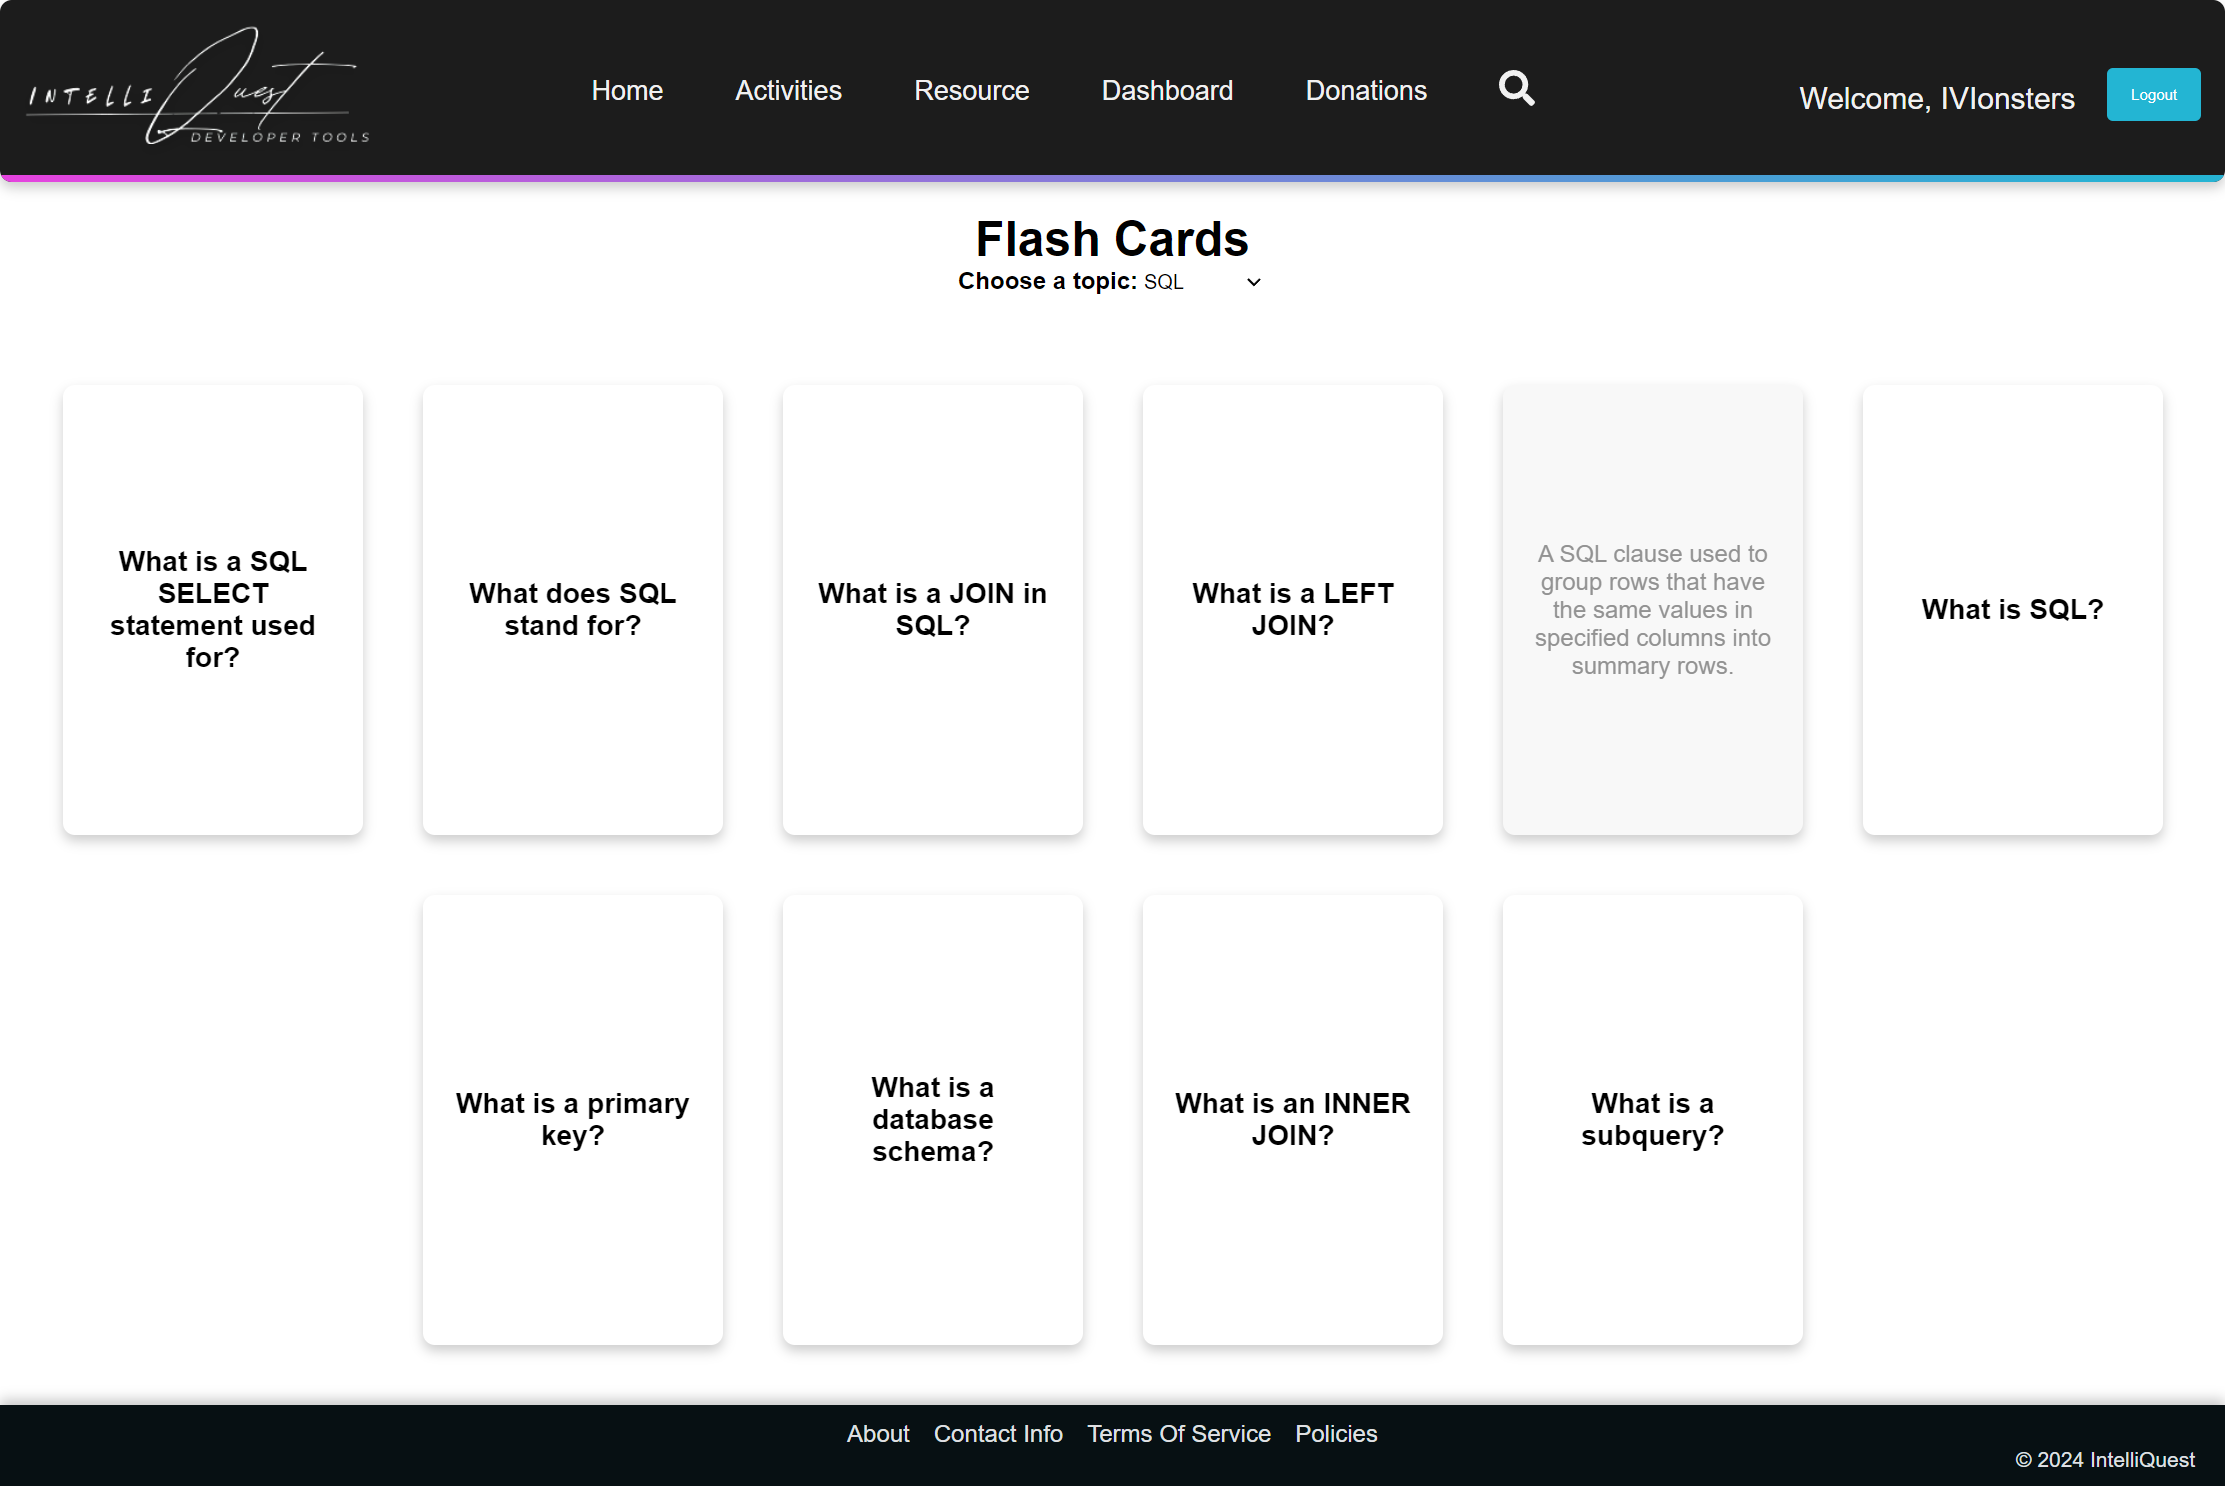 INTELLI Quest
DEVELOPER TOOLS
Home Activities Resource Dashboard Donations
Welcome, IVIonsters
Logout
Flash Cards
Choose a topic: SQL
What is a SQL
SELECT
statement used
for?
What does SQL
stand for?
What is a JOIN in
SQL?
What is a LEFT
JOIN?
A SQL clause used to
group rows that have
the same values in
specified columns into
summary rows.
What is SQL?
What is a primary
key?
What is a
database
schema?
What is an INNER
JOIN?
What is a
subquery?
About Contact Info Terms Of Service Policies
© 2024 IntelliQuest